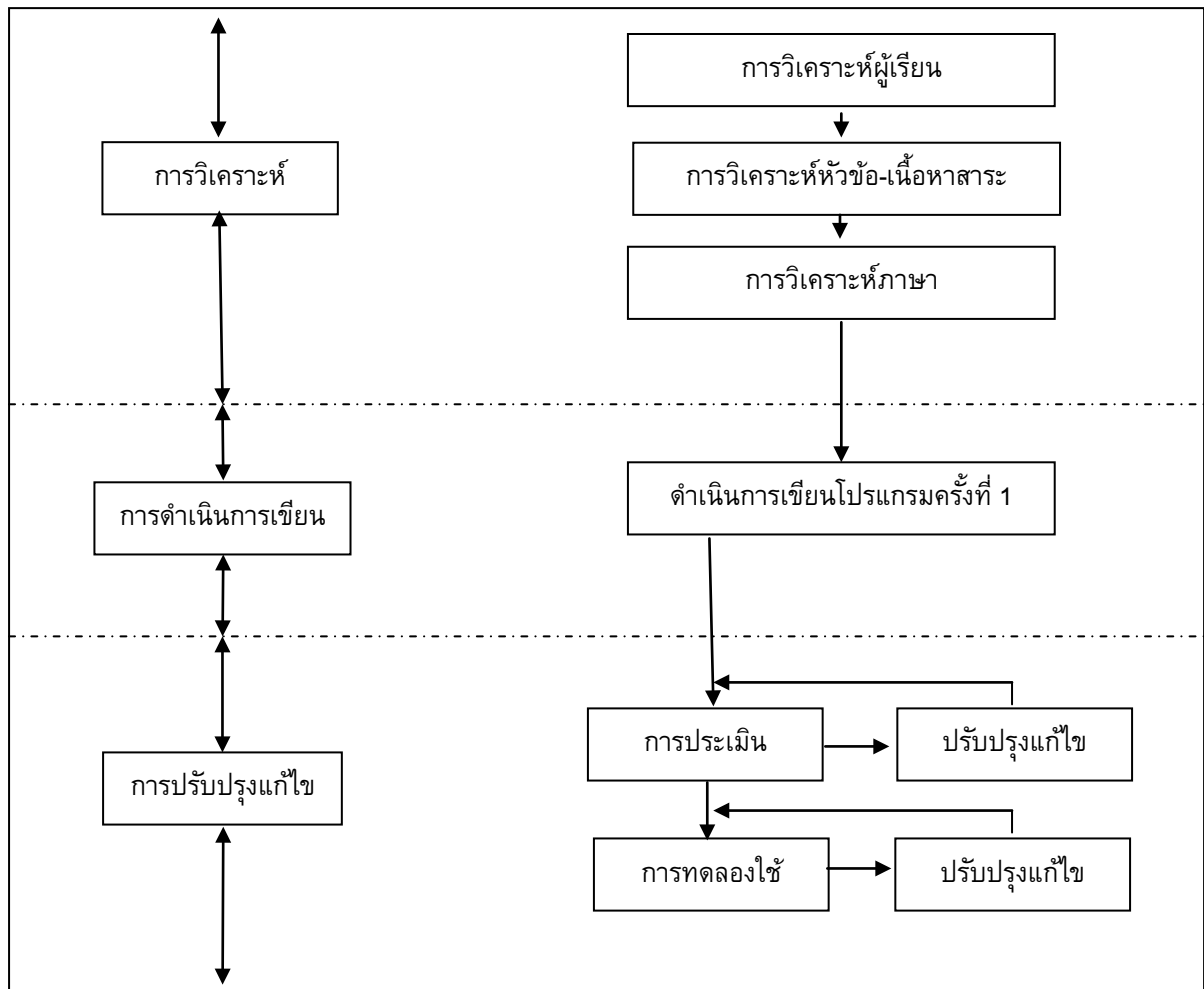 การวิเคราะห์ผู้เรียน
การวิเคราะห์
การวิเคราะห์หัวข้อ-เนื้อหาสาระ
การวิเคราะห์ภาษา
การดำเนินการเขียน
ดำเนินการเขียนโปรแกรมครั้งที่ 1
การประเมิน
ปรับปรุงแก้ไข
การปรับปรุงแก้ไข
การทดลองใช้
ปรับปรุงแก้ไข